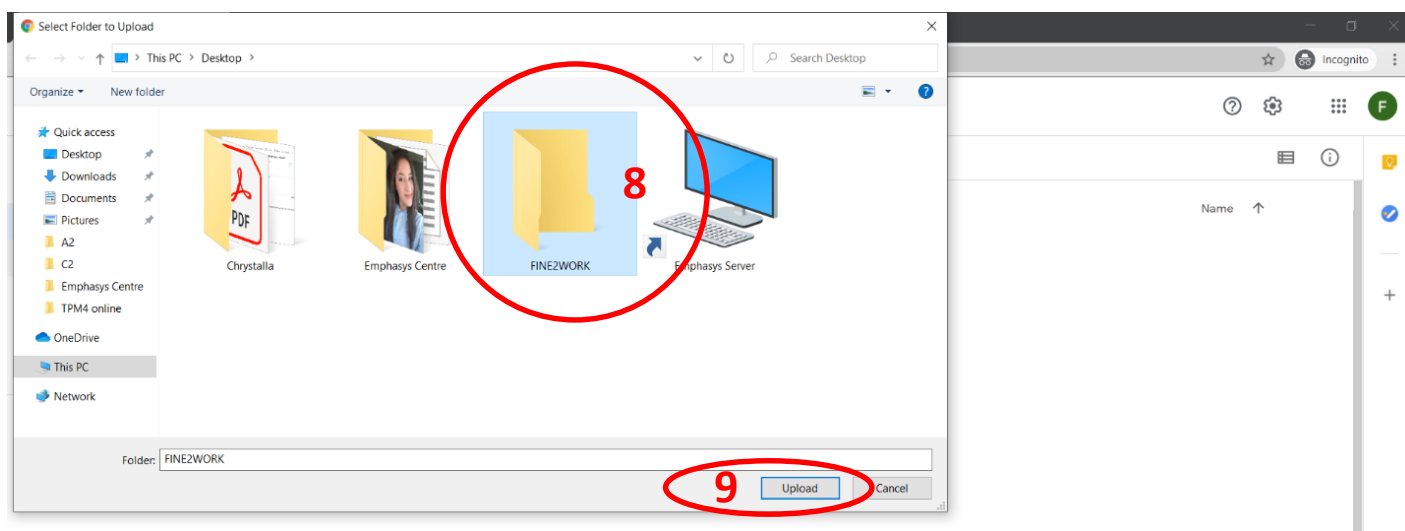 Select Folder to Upload
This PC > Desktop >
Search Desktop
Incognito
Organize
New folder
?
F
Quick access
Desktop
Downloads
Documents
Pictures
A2
C2
Emphasys Centre
TPM4 online
OneDrive
This PC
Network
PDF
8
Chrystalla
Emphasys Centre
FINE2WORK
Emphasys Server
Name
Folder: FINE2WORK
9
Upload
Cancel